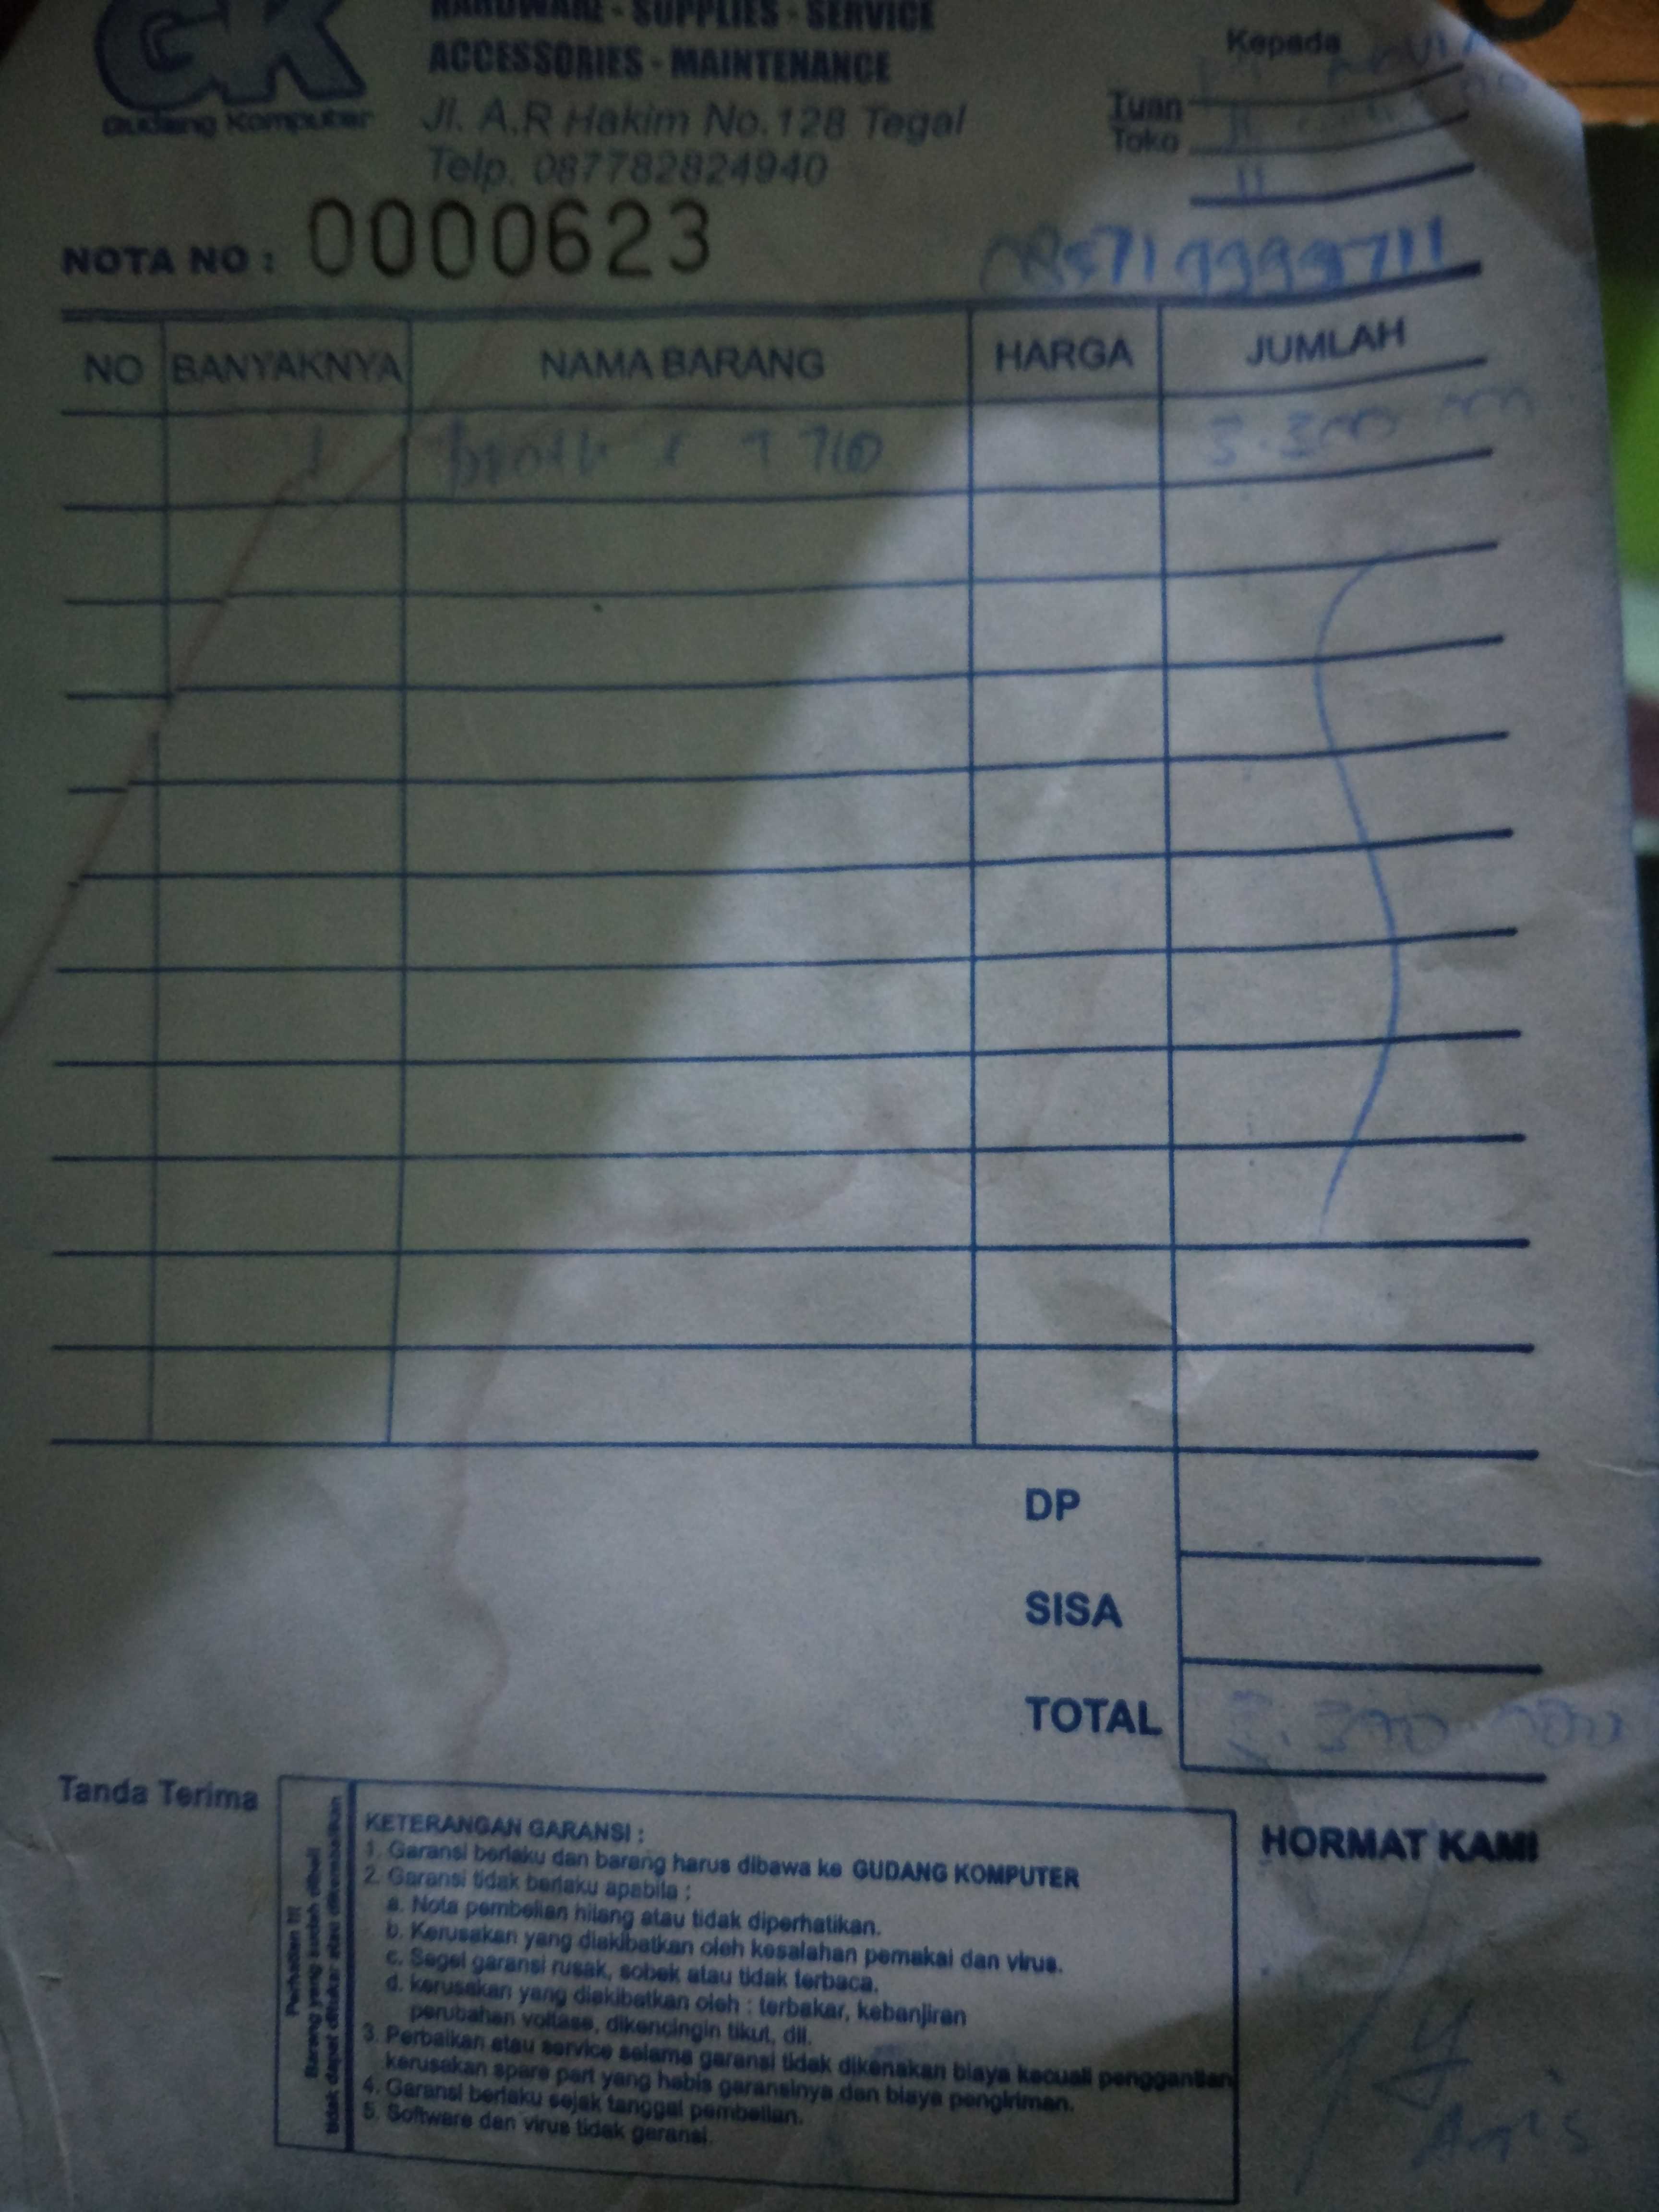 GK
Gudang Komputer
HARDWARE - SUPPLIES - SERVICE
ACCESSORIES - MAINTENANCE
Jl. A.R Hakim No.128 Tegal
Telp. 087782824940
Kepada
Tuan
Toko
NOTA NO : 0000623
NO BANYAKNYA NAMA BARANG HARGA JUMLAH
1
DP
SISA
TOTAL
Tanda Terima
Perhatian !!!
Barang yang sudah dibeli
tidak dapat ditukar atau dikembalikan
KETERANGAN GARANSI :
1. Garansi berlaku dan barang harus dibawa ke GUDANG KOMPUTER
2. Garansi tidak berlaku apabila :
a. Nota pembelian hilang atau tidak diperhatikan.
b. Kerusakan yang diakibatkan oleh kesalahan pemakai dan virus.
c. Segel garansi rusak, sobek atau tidak terbaca.
d. kerusakan yang diakibatkan oleh : terbakar, kebanjiran
perubahan voltase, dikencingin tikut, dll.
3. Perbaikan atau service selama garansi tidak dikenakan biaya kecuali penggantian
kerusakan spare part yang habis garansinya dan biaya pengiriman.
4. Garansi berlaku sejak tanggal pembelian.
5. Software dan virus tidak garansi.
HORMAT KAMI